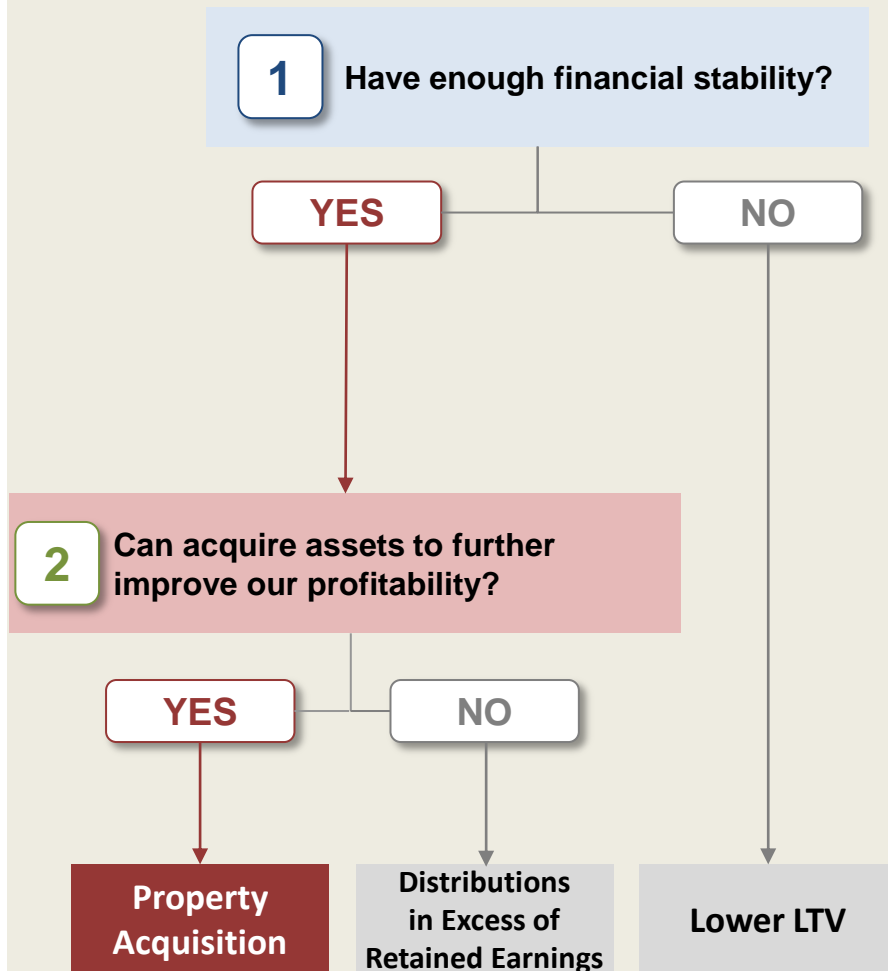 1
Have enough financial stability?
YES
NO
2
Can acquire assets to further
improve our profitability?
YES
NO
Property
Acquisition
Distributions
in Excess of
Retained Earnings
Lower LTV